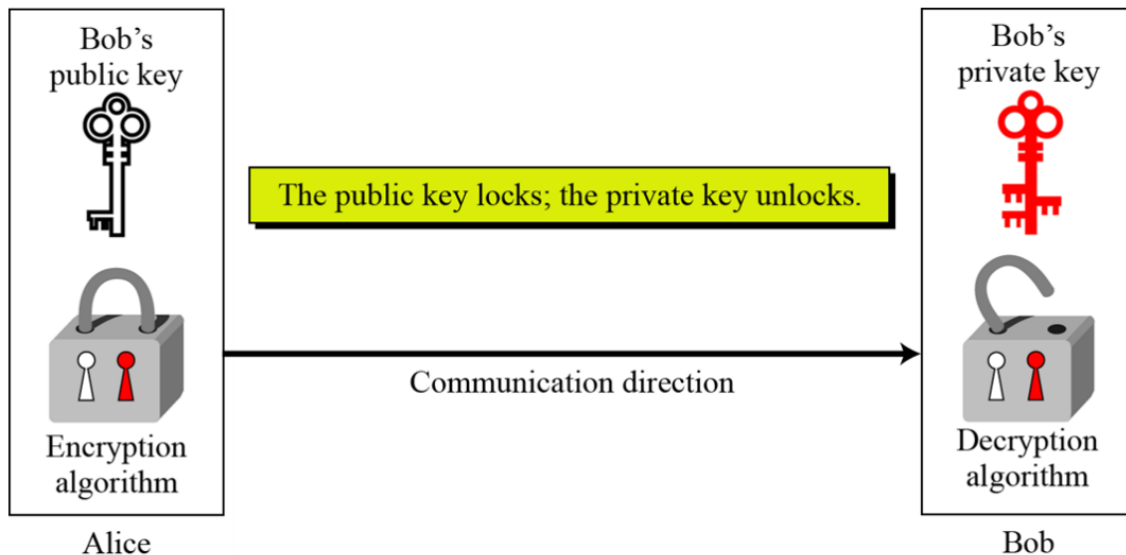 Bob’s
public key
Bob’s
private key
The public key locks; the private key unlocks.
Communication direction
Encryption
algorithm
Decryption
algorithm
Alice
Bob